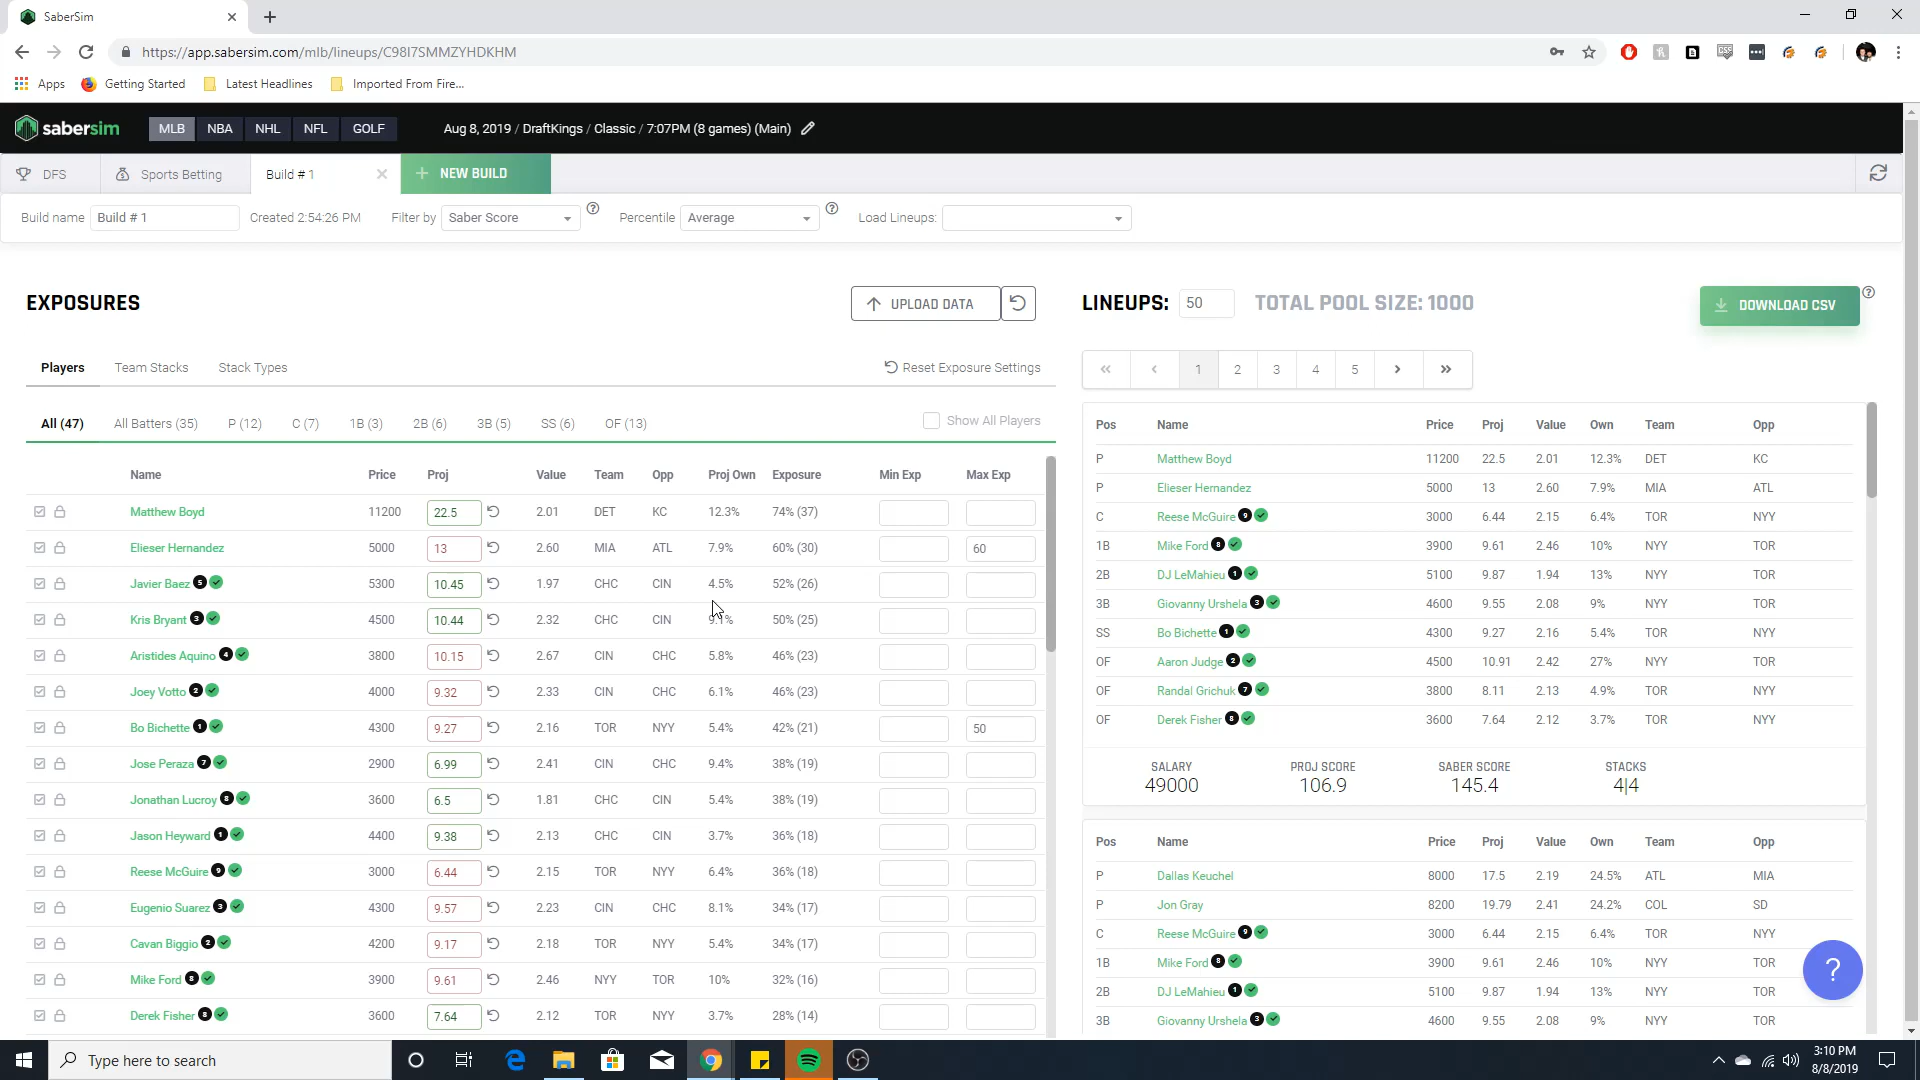 SaberSim
https://app.sabersim.com/mlb/lineups/C98I7SMMZYHDKHM
Apps Getting Started Latest Headlines Imported From Fire...
sabersim MLB NBA NHL NFL GOLF Aug 8, 2019 / DraftKings / Classic / 7:07PM (8 games) (Main)
DFS Sports Betting Build # 1 + NEW BUILD
Build name Build # 1 Created 2:54:26 PM Filter by Saber Score Percentile Average Load Lineups:
EXPOSURES UPLOAD DATA
Players Team Stacks Stack Types Reset Exposure Settings
All (47) All Batters (35) P (12) C (7) 1B (3) 2B (6) 3B (5) SS (6) OF (13) Show All Players
Name Price Proj Value Team Opp Proj Own Exposure Min Exp Max Exp
Matthew Boyd 11200 22.5 2.01 DET KC 12.3% 74% (37)
Elieser Hernandez 5000 13 2.60 MIA ATL 7.9% 60% (30) 60
Javier Baez 5 5300 10.45 1.97 CHC CIN 4.5% 52% (26)
Kris Bryant 3 4500 10.44 2.32 CHC CIN 9.1% 50% (25)
Aristides Aquino 4 3800 10.15 2.67 CIN CHC 5.8% 46% (23)
Joey Votto 2 4000 9.32 2.33 CIN CHC 6.1% 46% (23)
Bo Bichette 1 4300 9.27 2.16 TOR NYY 5.4% 42% (21) 50
Jose Peraza 7 2900 6.99 2.41 CIN CHC 9.4% 38% (19)
Jonathan Lucroy 8 3600 6.5 1.81 CHC CIN 5.4% 38% (19)
Jason Heyward 1 4400 9.38 2.13 CHC CIN 3.7% 36% (18)
Reese McGuire 9 3000 6.44 2.15 TOR NYY 6.4% 36% (18)
Eugenio Suarez 3 4300 9.57 2.23 CIN CHC 8.1% 34% (17)
Cavan Biggio 2 4200 9.17 2.18 TOR NYY 5.4% 34% (17)
Mike Ford 8 3900 9.61 2.46 NYY TOR 10% 32% (16)
Derek Fisher 8 3600 7.64 2.12 TOR NYY 3.7% 28% (14)
LINEUPS: 50 TOTAL POOL SIZE: 1000 DOWNLOAD CSV
« ‹ 1 2 3 4 5 › »
Pos Name Price Proj Value Own Team Opp
P Matthew Boyd 11200 22.5 2.01 12.3% DET KC
P Elieser Hernandez 5000 13 2.60 7.9% MIA ATL
C Reese McGuire 9 3000 6.44 2.15 6.4% TOR NYY
1B Mike Ford 8 3900 9.61 2.46 10% NYY TOR
2B DJ LeMahieu 1 5100 9.87 1.94 13% NYY TOR
3B Giovanny Urshela 3 4600 9.55 2.08 9% NYY TOR
SS Bo Bichette 1 4300 9.27 2.16 5.4% TOR NYY
OF Aaron Judge 2 4500 10.91 2.42 27% NYY TOR
OF Randal Grichuk 7 3800 8.11 2.13 4.9% TOR NYY
OF Derek Fisher 8 3600 7.64 2.12 3.7% TOR NYY
SALARY PROJ SCORE SABER SCORE STACKS
49000 106.9 145.4 4|4
Pos Name Price Proj Value Own Team Opp
P Dallas Keuchel 8000 17.5 2.19 24.5% ATL MIA
P Jon Gray 8200 19.79 2.41 24.2% COL SD
C Reese McGuire 9 3000 6.44 2.15 6.4% TOR NYY
1B Mike Ford 8 3900 9.61 2.46 10% NYY TOR
2B DJ LeMahieu 1 5100 9.87 1.94 13% NYY TOR
3B Giovanny Urshela 3 4600 9.55 2.08 9% NYY TOR
?
Type here to search
3:10 PM
8/8/2019